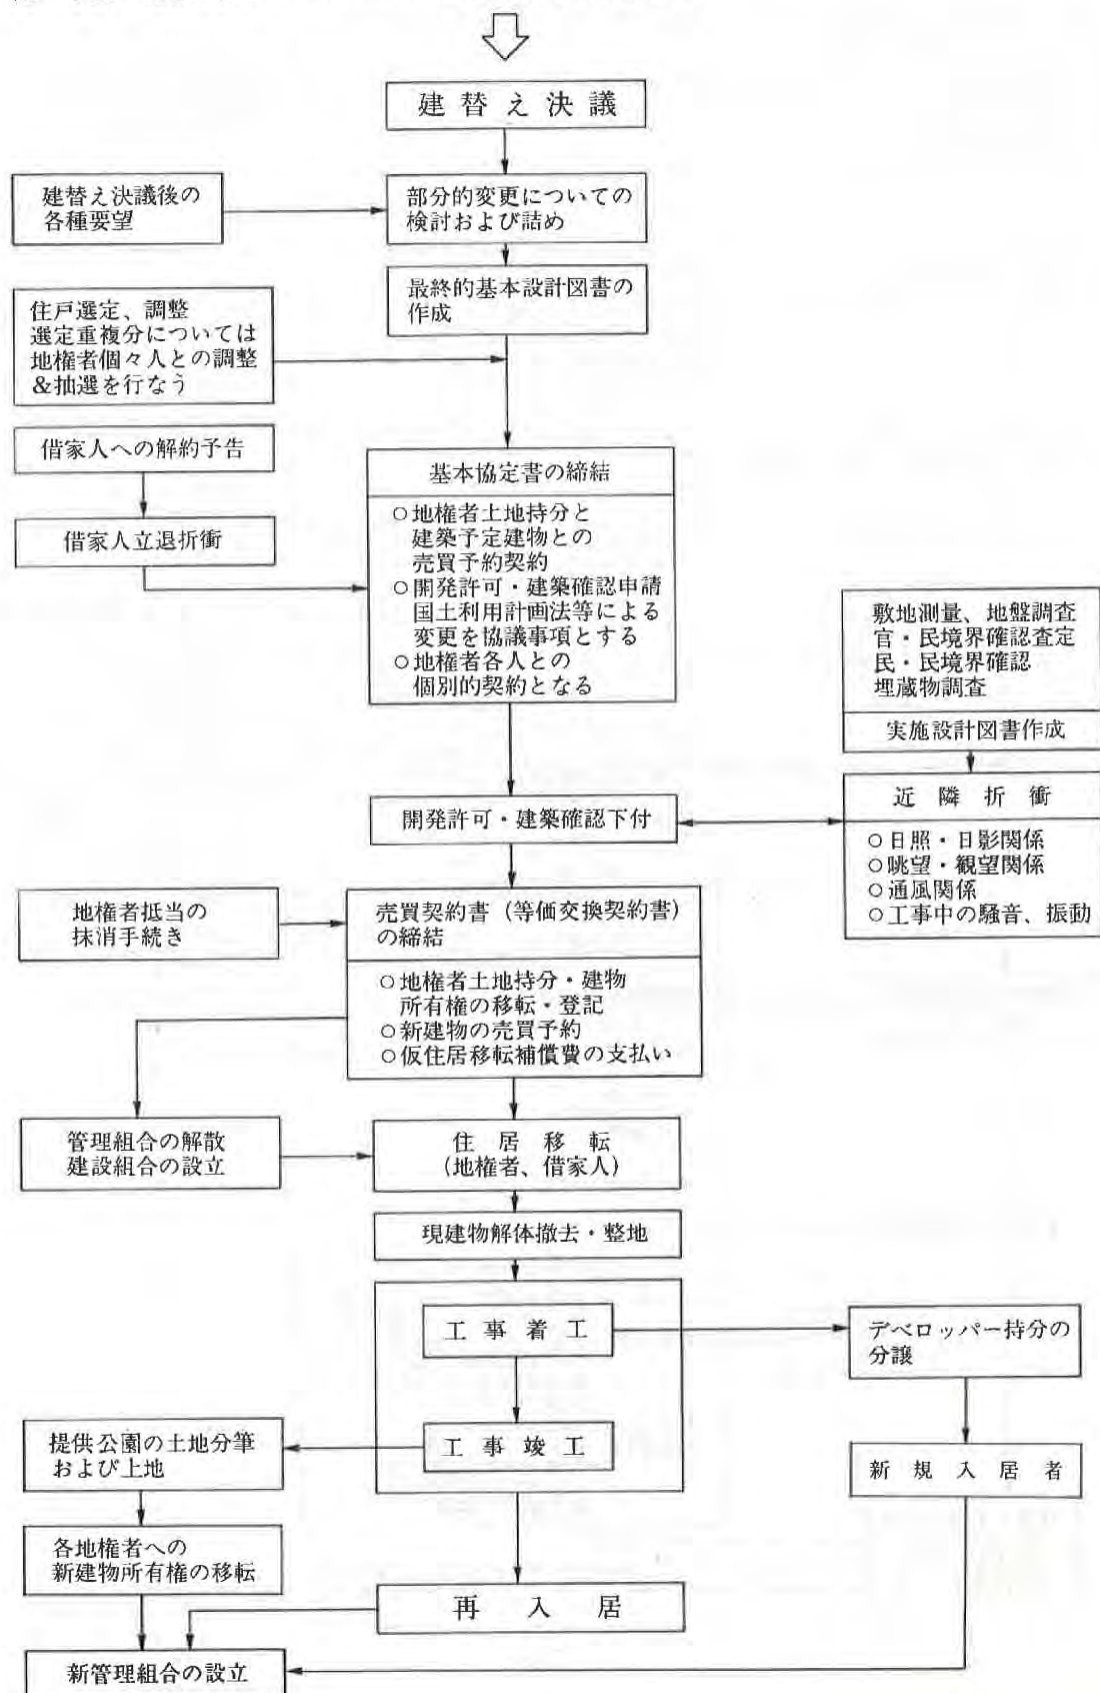 建替え決議
建替え決議後の
各種要望
部分的変更についての
検討および詰め
最終的基本設計図書の
作成
住戸選定、調整
選定重複分については
地権者個々人との調整
&抽選を行なう
借家人への解約予告
借家人立退折衝
基本協定書の締結
○地権者土地持分と
建築予定建物との
売買予約契約
○開発許可・建築確認申請
国土利用計画法等による
変更を協議事項とする
○地権者各人との
個別的契約となる
敷地測量、地盤調査
官・民境界確認査定
民・民境界確認
埋蔵物調査
実施設計図書作成
近隣折衝
○日照・日影関係
○眺望・観望関係
○通風関係
○工事中の騒音、振動
開発許可・建築確認下付
地権者抵当の
抹消手続き
売買契約書(等価交換契約書)
の締結
○地権者土地持分・建物
所有権の移転・登記
○新建物の売買予約
○仮住居移転補償費の支払い
管理組合の解散
建設組合の設立
住居移転
(地権者、借家人)
現建物解体撤去・整地
工事着工
デベロッパー持分の
分譲
工事竣工
提供公園の土地分筆
および上地
新規入居者
各地権者への
新建物所有権の移転
再入居
新管理組合の設立